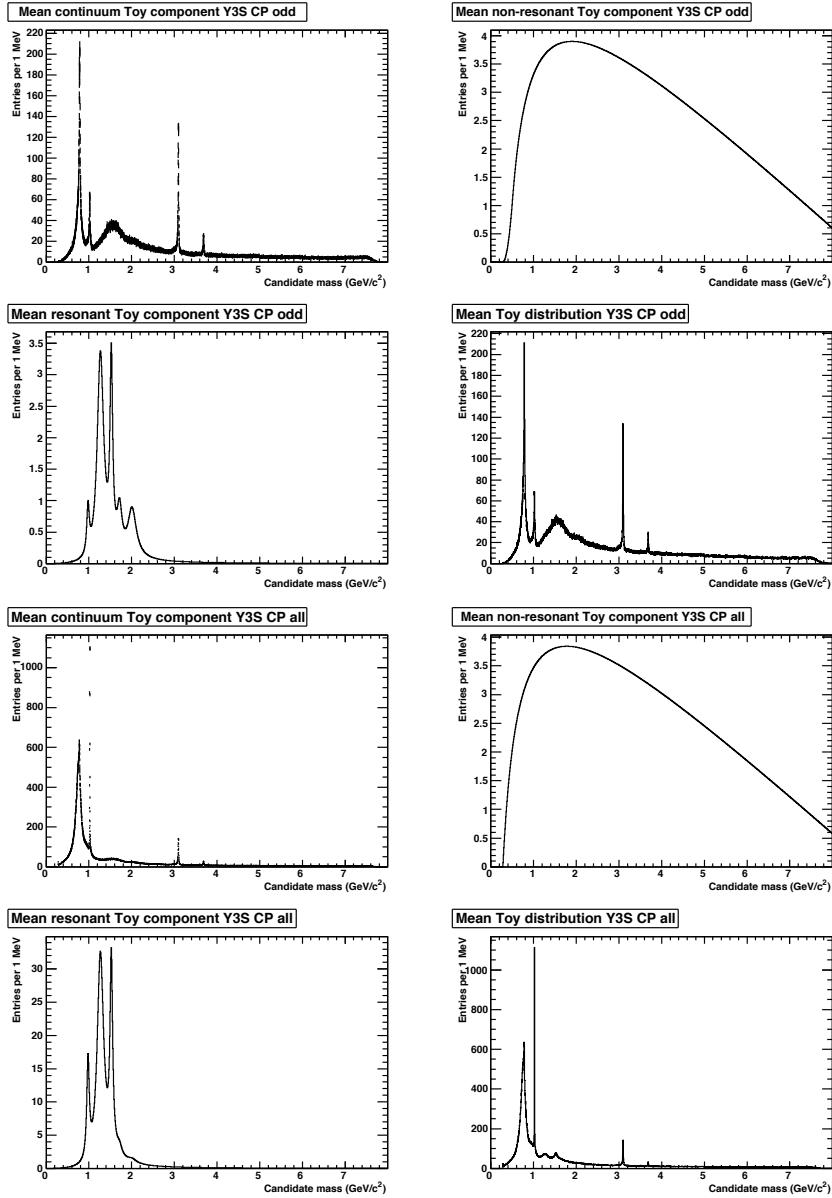 Mean continuum Toy component Y3S CP odd
Entries per 1 MeV
220
200
180
160
140
120
100
80
60
40
20
0
0 1 2 3 4 5 6 7
Candidate mass (GeV/c²)
Mean non-resonant Toy component Y3S CP odd
Entries per 1 MeV
4
3.5
3
2.5
2
1.5
1
0.5
0
0 1 2 3 4 5 6 7 8
Candidate mass (GeV/c²)
Mean resonant Toy component Y3S CP odd
Entries per 1 MeV
3.5
3
2.5
2
1.5
1
0.5
0
0 1 2 3 4 5 6 7
Candidate mass (GeV/c²)
Mean Toy distribution Y3S CP odd
Entries per 1 MeV
220
200
180
160
140
120
100
80
60
40
20
0
0 1 2 3 4 5 6 7
Candidate mass (GeV/c²)
Mean continuum Toy component Y3S CP all
Entries per 1 MeV
1000
800
600
400
200
0
0 1 2 3 4 5 6 7
Candidate mass (GeV/c²)
Mean non-resonant Toy component Y3S CP all
Entries per 1 MeV
4
3.5
3
2.5
2
1.5
1
0.5
0
0 1 2 3 4 5 6 7 8
Candidate mass (GeV/c²)
Mean resonant Toy component Y3S CP all
Entries per 1 MeV
30
25
20
15
10
5
0
0 1 2 3 4 5 6 7
Candidate mass (GeV/c²)
Mean Toy distribution Y3S CP all
Entries per 1 MeV
1000
800
600
400
200
0
0 1 2 3 4 5 6 7
Candidate mass (GeV/c²)